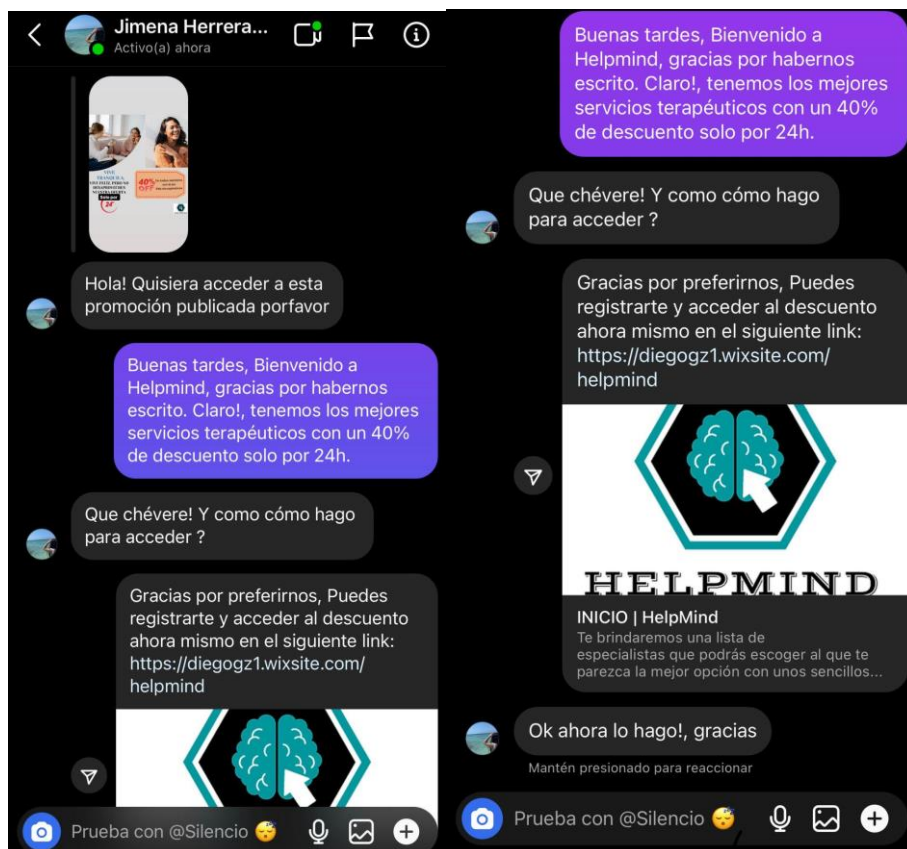 Jimena Herrera...
Activo(a) ahora
VIVE
TRANQUILX,
40%
OFF
Solo por
24
Hola! Quisiera acceder a esta
promoción publicada porfavor
Buenas tardes, Bienvenido a
Helpmind, gracias por habernos
escrito. Claro!, tenemos los mejores
servicios terapéuticos con un 40%
de descuento solo por 24h.
Que chévere! Y como cómo hago
para acceder ?
Gracias por preferirnos, Puedes
registrarte y acceder al descuento
ahora mismo en el siguiente link:
https://diegogz1.wixsite.com/
helpmind
Prueba con @Silencio 😴
Buenas tardes, Bienvenido a
Helpmind, gracias por habernos
escrito. Claro!, tenemos los mejores
servicios terapéuticos con un 40%
de descuento solo por 24h.
Que chévere! Y como cómo hago
para acceder ?
Gracias por preferirnos, Puedes
registrarte y acceder al descuento
ahora mismo en el siguiente link:
https://diegogz1.wixsite.com/
helpmind
HELPMIND
INICIO | HelpMind
Te brindaremos una lista de
especialistas que podrás escoger al que te
parezca la mejor opción con unos sencillos...
Ok ahora lo hago!, gracias
Mantén presionado para reaccionar
Prueba con @Silencio 😴